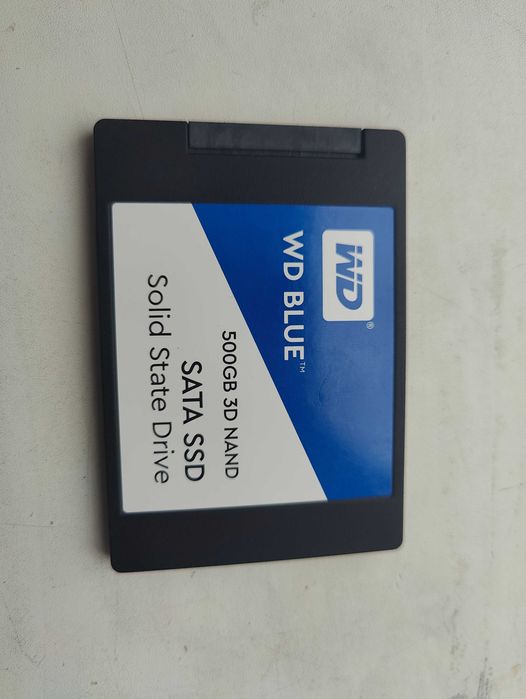 WD
®
WD BLUE™
500GB 3D NAND
SATA SSD
Solid State Drive